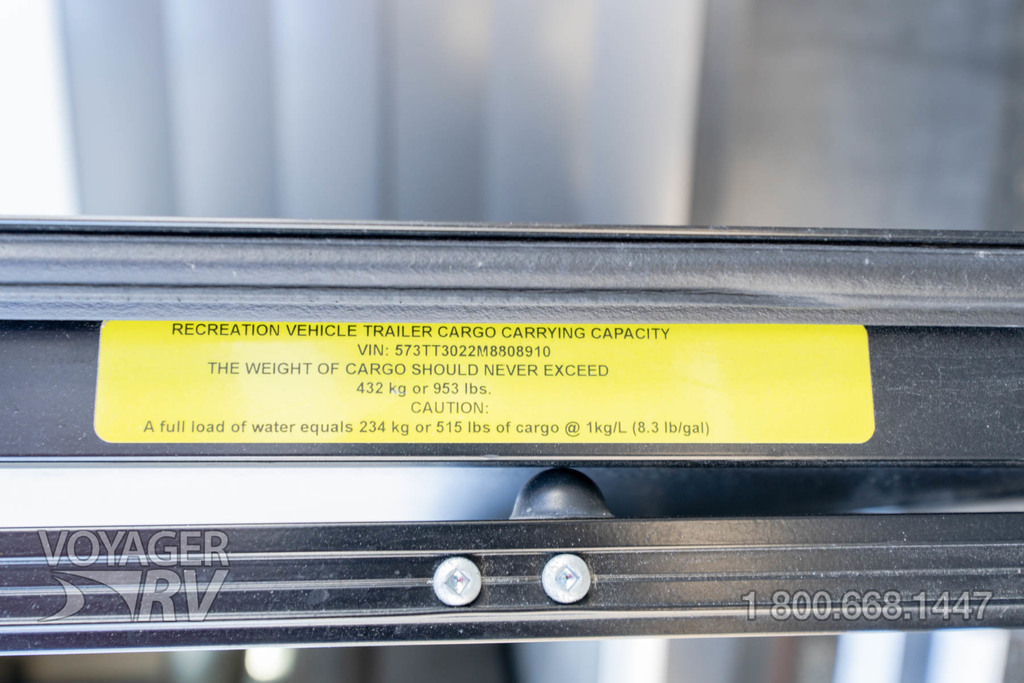 RECREATION VEHICLE TRAILER CARGO CARRYING CAPACITY
VIN: 573TT3022M8808910
THE WEIGHT OF CARGO SHOULD NEVER EXCEED
432 kg or 953 lbs.
CAUTION:
A full load of water equals 234 kg or 515 lbs of cargo @ 1kg/L (8.3 lb/gal)
VOYAGER
RV
1 800.668.1447